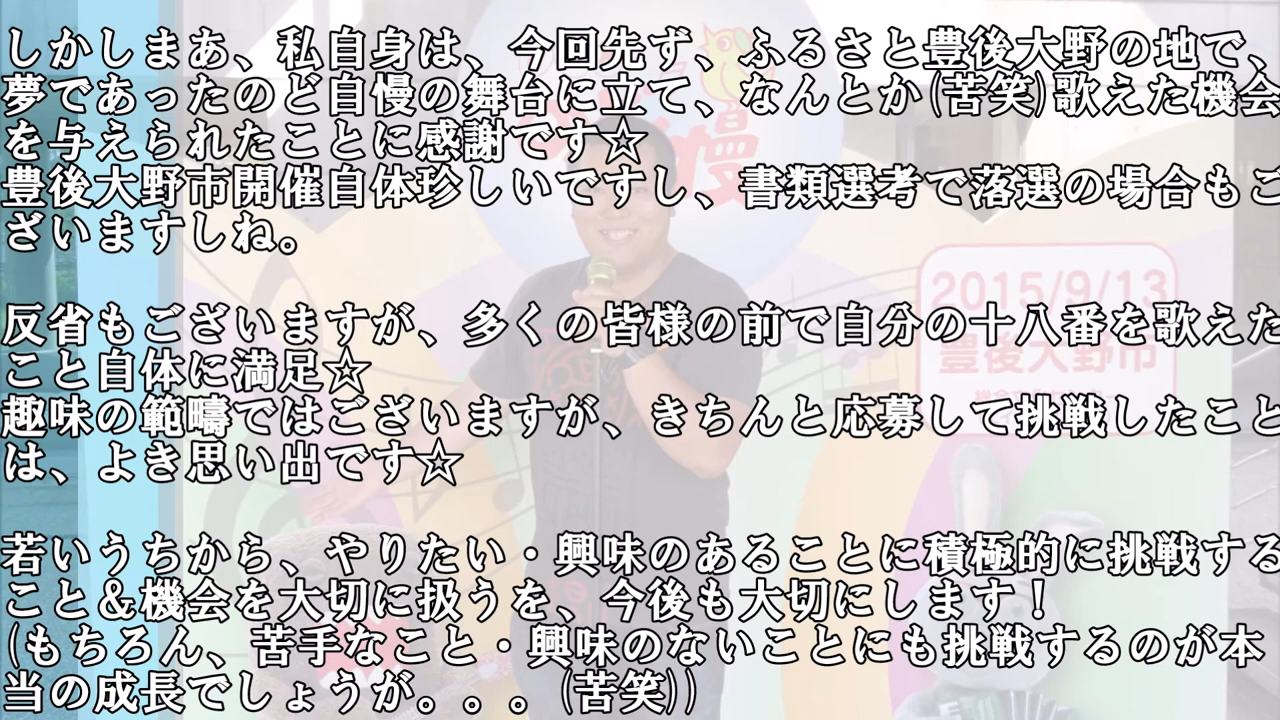 しかしまあ、私自身は、今回先ず、ふるさと豊後大野の地で、
夢であったのど自慢の舞台に立て、なんとか(苦笑)歌えた機会
を与えられたことに感謝です☆
豊後大野市開催自体珍しいですし、書類選考で落選の場合もご
ざいますしね。
反省もございますが、多くの皆様の前で自分の十八番を歌えた
こと自体に満足☆
趣味の範疇ではございますが、きちんと応募して挑戦したこと
は、よき思い出です☆
若いうちから、やりたい・興味のあることに積極的に挑戦する
こと&機会を大切に扱うを、今後も大切にします!
(もちろん、苦手なこと・興味のないことにも挑戦するのが本
当の成長でしょうが。。。(苦笑))
2015/9/13
豊後大野市